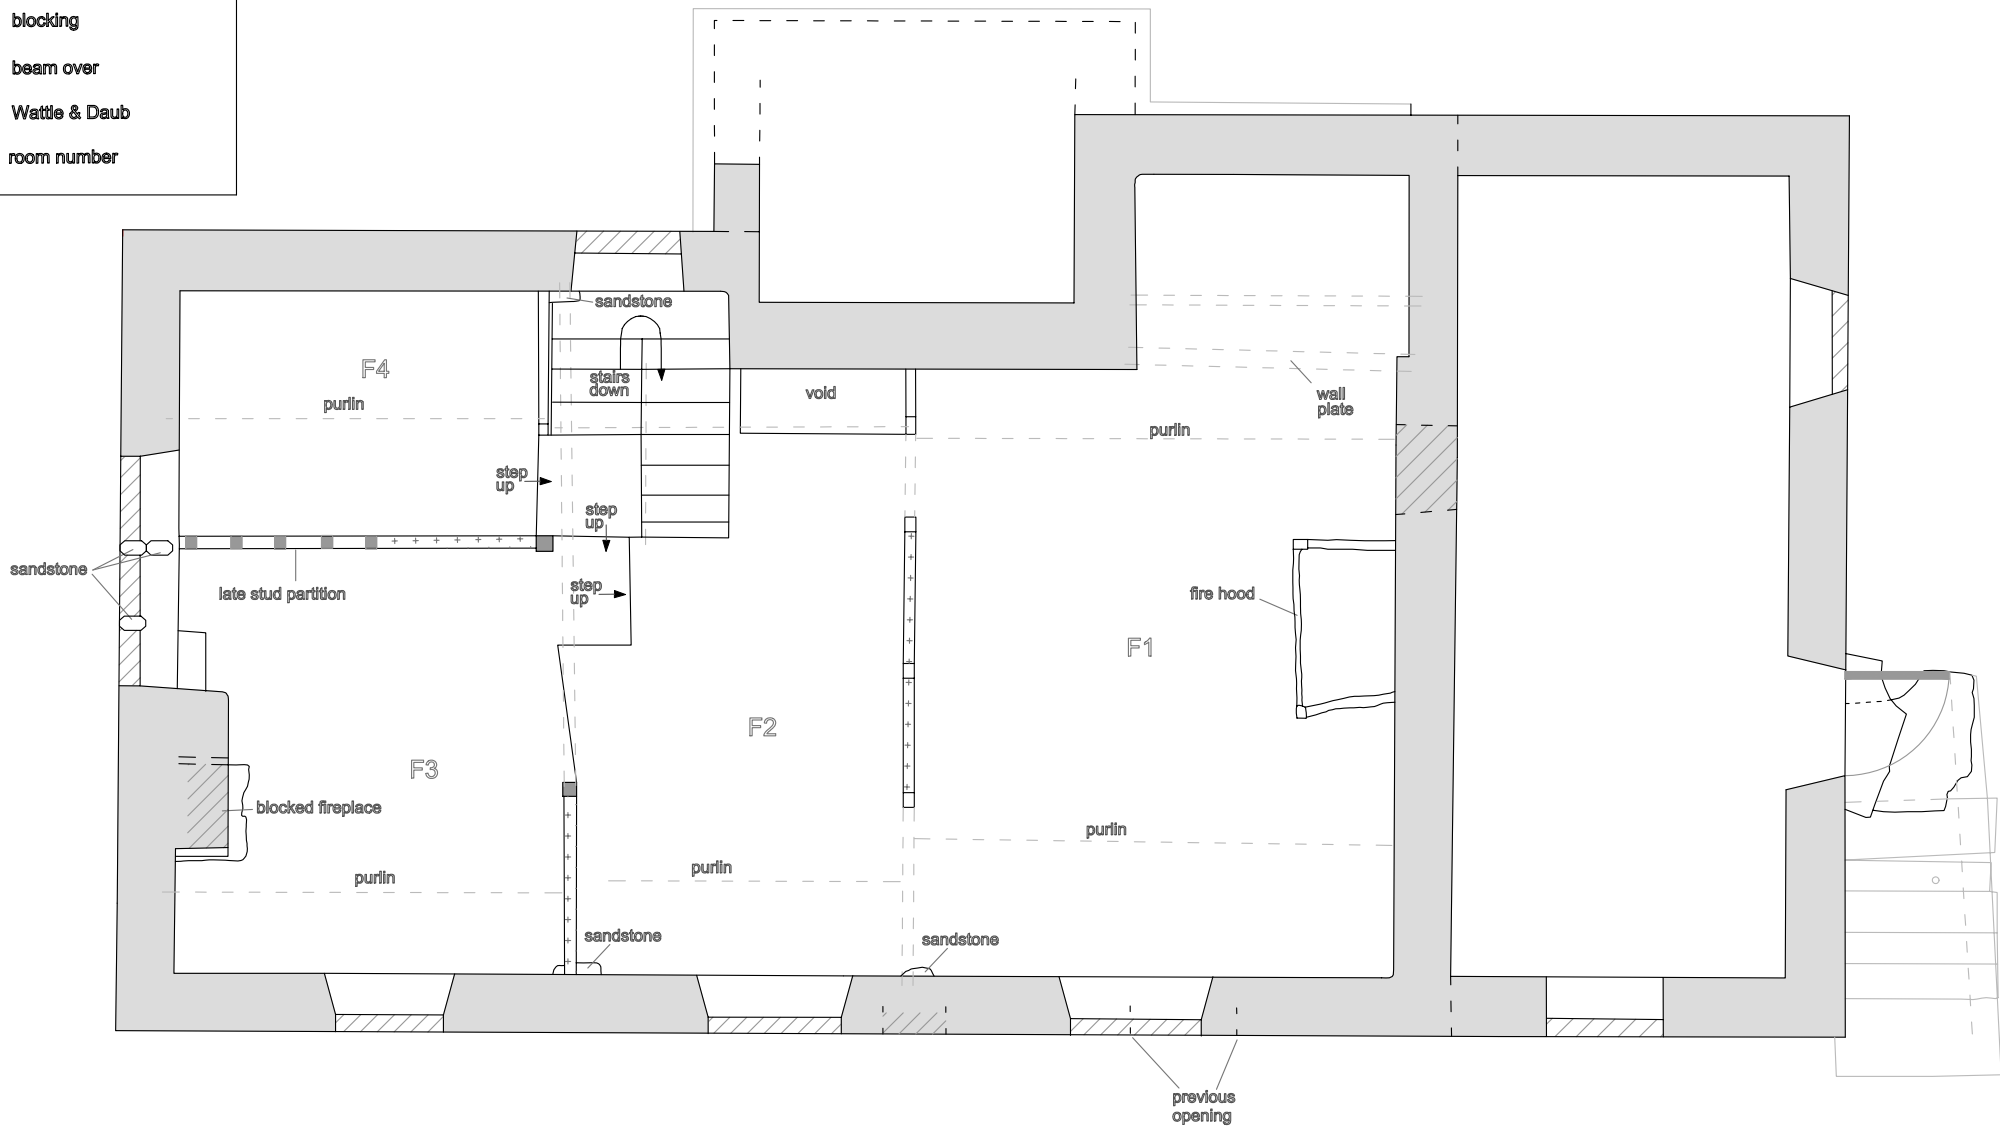 blocking
beam over
Wattle & Daub
room number
sandstone
F4
stairs
down
void
wall
plate
purlin
purlin
step
up
step
up
sandstone
step
up
late stud partition
fire hood
F1
F2
F3
blocked fireplace
purlin
purlin
purlin
sandstone
sandstone
previous
opening